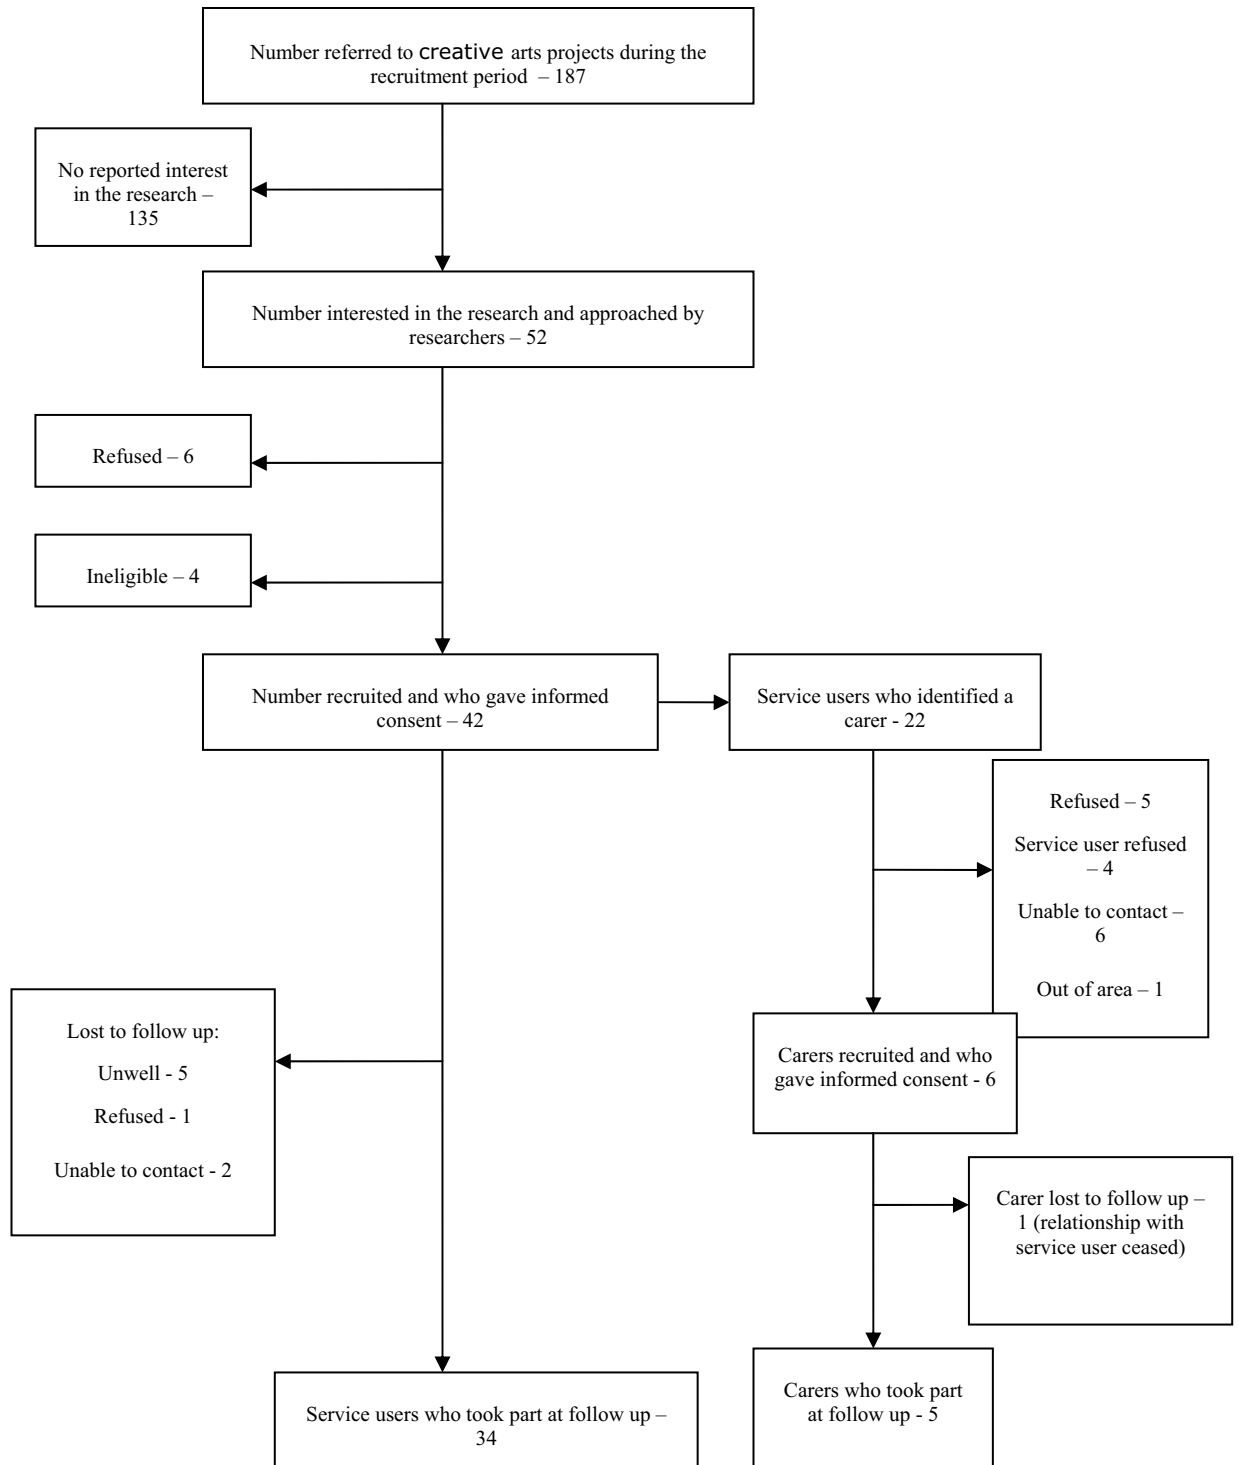 Number referred to creative arts projects during the
recruitment period – 187
No reported interest
in the research –
135
Number interested in the research and approached by
researchers – 52
Refused – 6
Ineligible – 4
Number recruited and who gave informed
consent – 42
Service users who identified a
carer - 22
Refused – 5
Service user refused
– 4
Unable to contact –
6
Out of area – 1
Lost to follow up:
Unwell - 5
Refused - 1
Unable to contact - 2
Carers recruited and who
gave informed consent - 6
Carer lost to follow up –
1 (relationship with
service user ceased)
Service users who took part at follow up –
34
Carers who took part
at follow up - 5